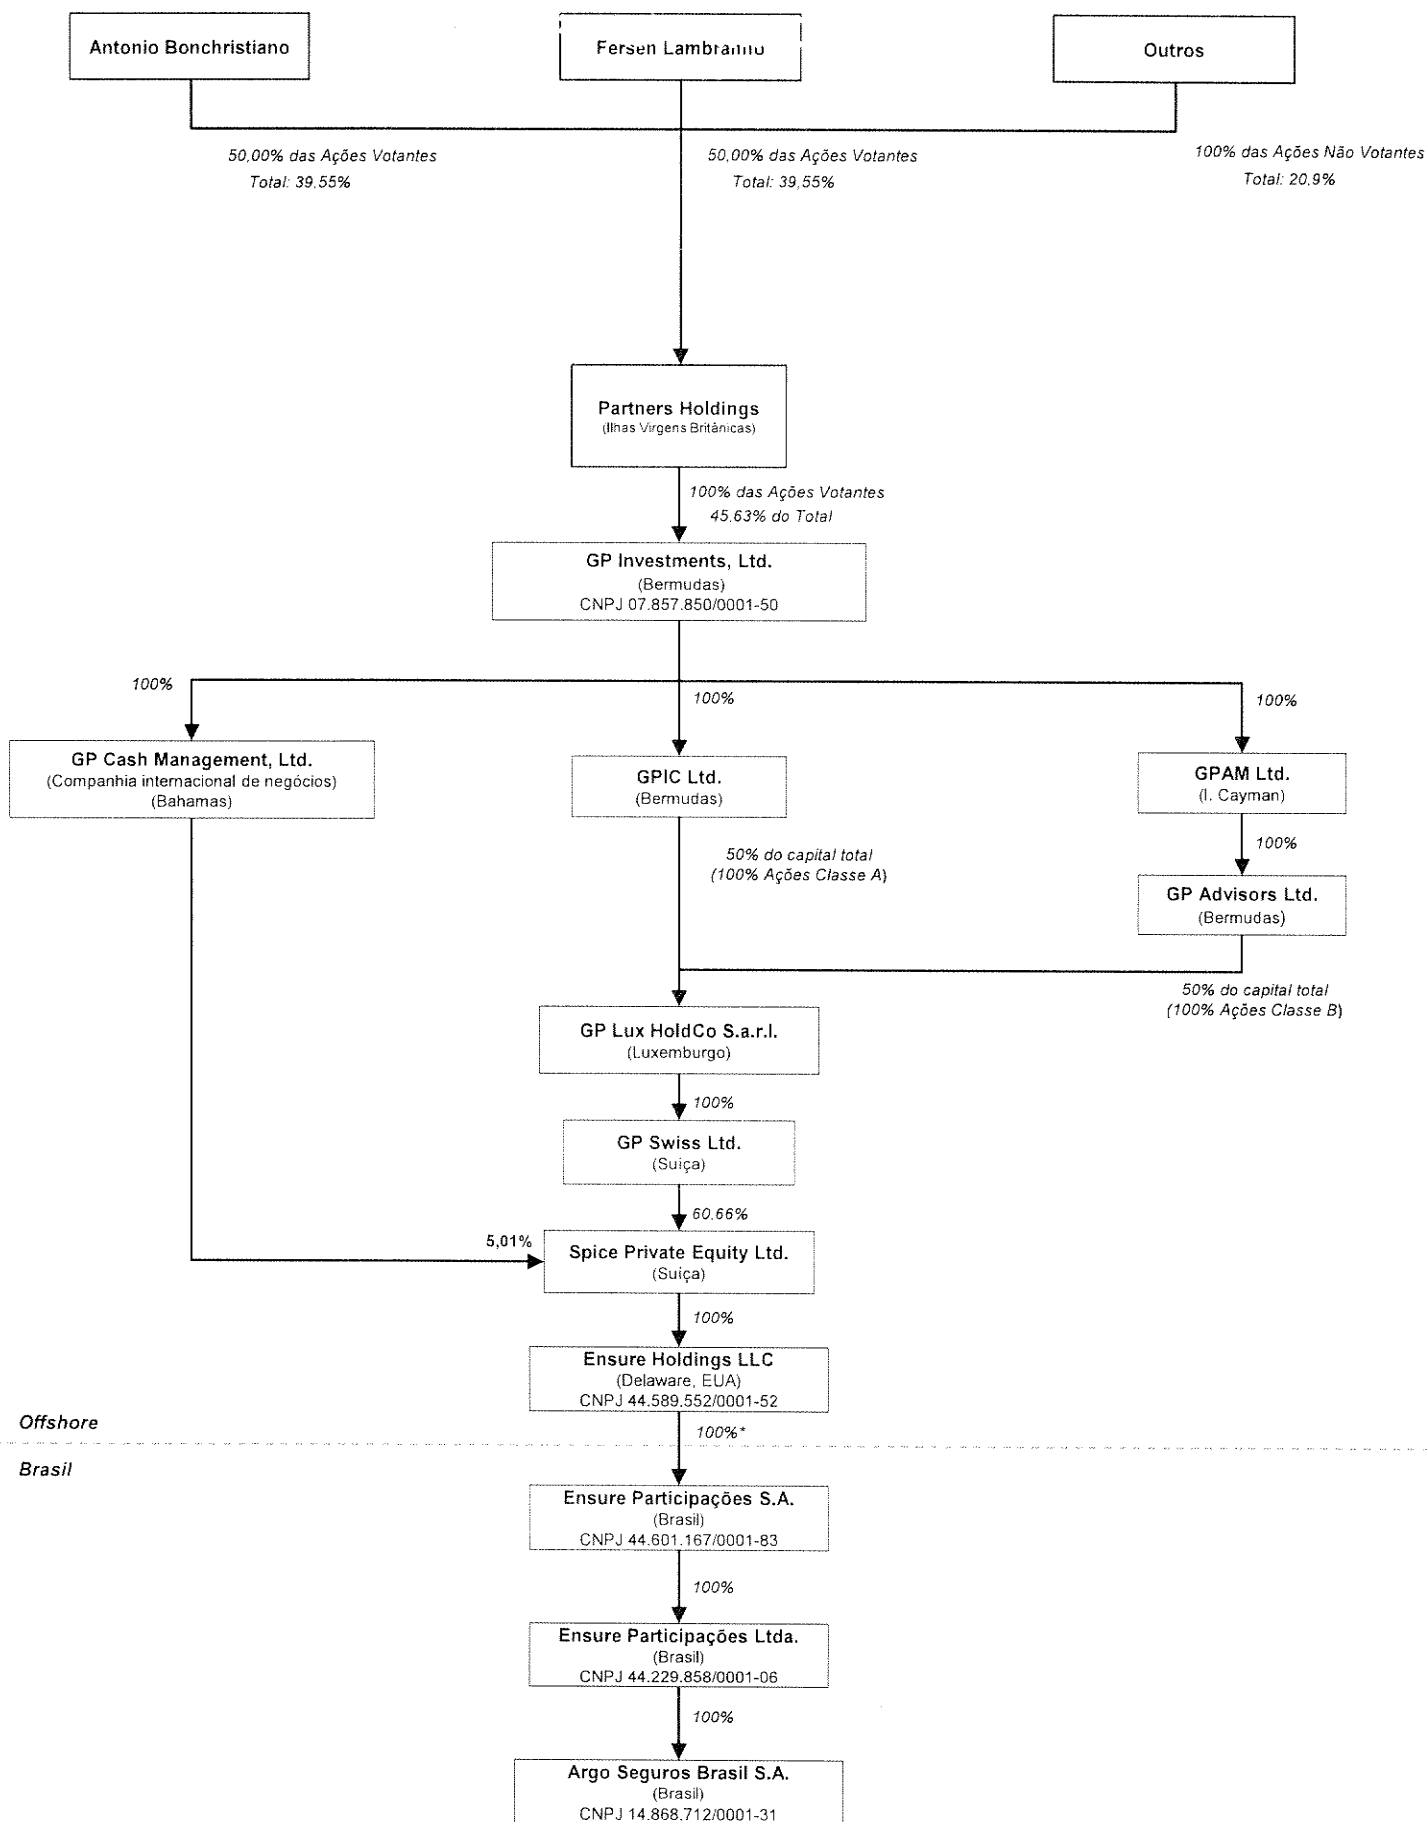 Antonio Bonchristiano
Fersen Lambranho
Outros
50,00% das Ações Votantes
Total: 39,55%
50,00% das Ações Votantes
Total: 39,55%
100% das Ações Não Votantes
Total: 20,9%
Partners Holdings
(Ilhas Virgens Britânicas)
100% das Ações Votantes
45.63% do Total
GP Investments, Ltd.
(Bermudas)
CNPJ 07.857.850/0001-50
100%
100%
100%
GP Cash Management, Ltd.
(Companhia internacional de negócios)
(Bahamas)
GPIC Ltd.
(Bermudas)
GPAM Ltd.
(I. Cayman)
100%
50% do capital total
(100% Ações Classe A)
GP Advisors Ltd.
(Bermudas)
50% do capital total
(100% Ações Classe B)
GP Lux HoldCo S.a.r.l.
(Luxemburgo)
100%
GP Swiss Ltd.
(Suiça)
60.66%
5,01%
Spice Private Equity Ltd.
(Suiça)
100%
Ensure Holdings LLC
(Delaware, EUA)
CNPJ 44.589.552/0001-52
Offshore
100%*
Brasil
Ensure Participações S.A.
(Brasil)
CNPJ 44.601.167/0001-83
100%
Ensure Participações Ltda.
(Brasil)
CNPJ 44.229.858/0001-06
100%
Argo Seguros Brasil S.A.
(Brasil)
CNPJ 14.868.712/0001-31